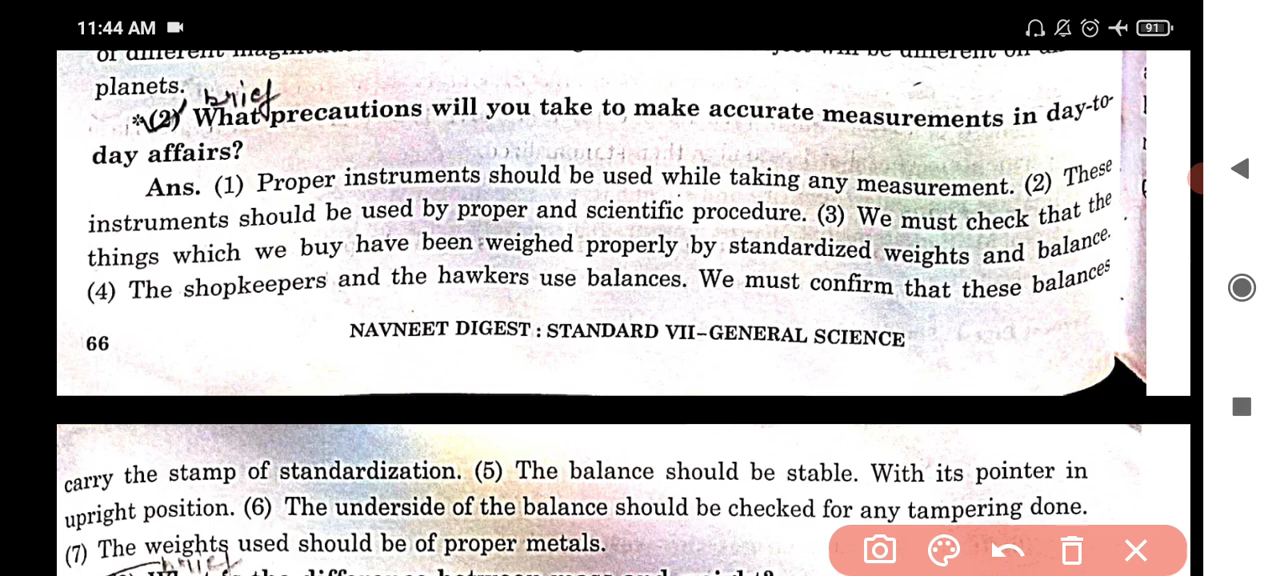 11:44 AM
91
planets.
brief
*(2) What precautions will you take to make accurate measurements in day-to-
day affairs?
Ans. (1) Proper instruments should be used while taking any measurement. (2) These
instruments should be used by proper and scientific procedure. (3) We must check that the
things which we buy have been weighed properly by standardized weights and balance.
(4) The shopkeepers and the hawkers use balances. We must confirm that these balances
66
NAVNEET DIGEST : STANDARD VII–GENERAL SCIENCE
carry the stamp of standardization. (5) The balance should be stable. With its pointer in
upright position. (6) The underside of the balance should be checked for any tampering done.
(7) The weights used should be of proper metals.
brief